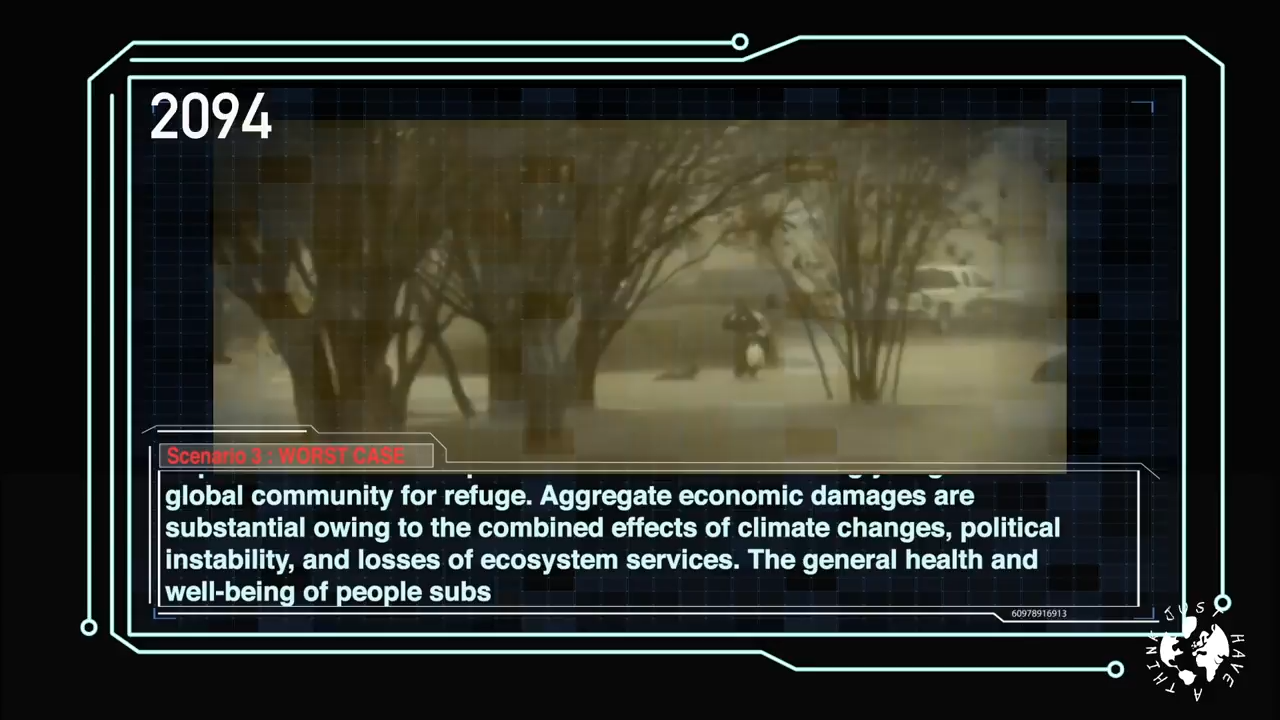 2094
Scenario 3 : WORST CASE
global community for refuge. Aggregate economic damages are
substantial owing to the combined effects of climate changes, political
instability, and losses of ecosystem services. The general health and
well-being of people subs
60978916913
JUST HAVE A THINK